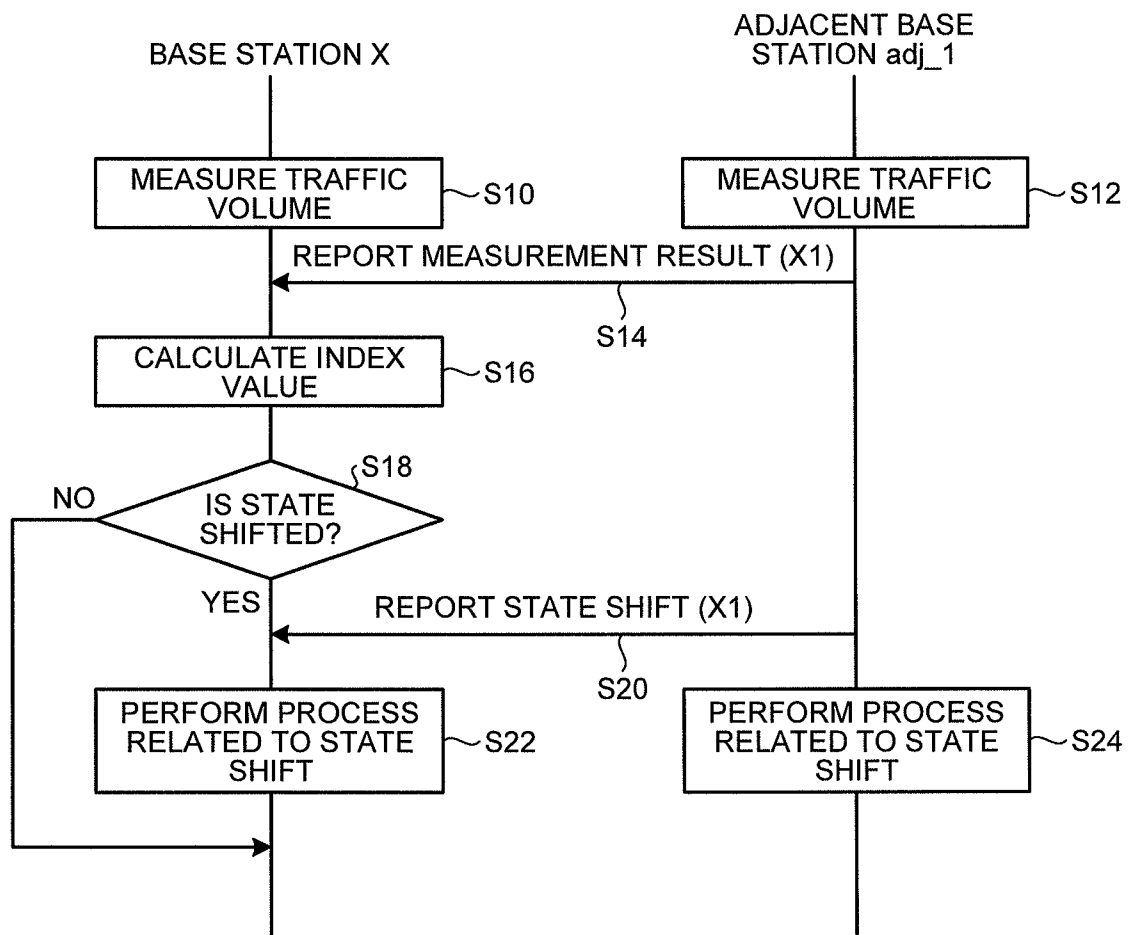 BASE STATION X
ADJACENT BASE
STATION adj_1
MEASURE TRAFFIC
VOLUME
S10
MEASURE TRAFFIC
VOLUME
S12
REPORT MEASUREMENT RESULT (X1)
S14
CALCULATE INDEX
VALUE
S16
S18
NO
IS STATE
SHIFTED?
YES
REPORT STATE SHIFT (X1)
S20
PERFORM PROCESS
RELATED TO STATE
SHIFT
S22
PERFORM PROCESS
RELATED TO STATE
SHIFT
S24